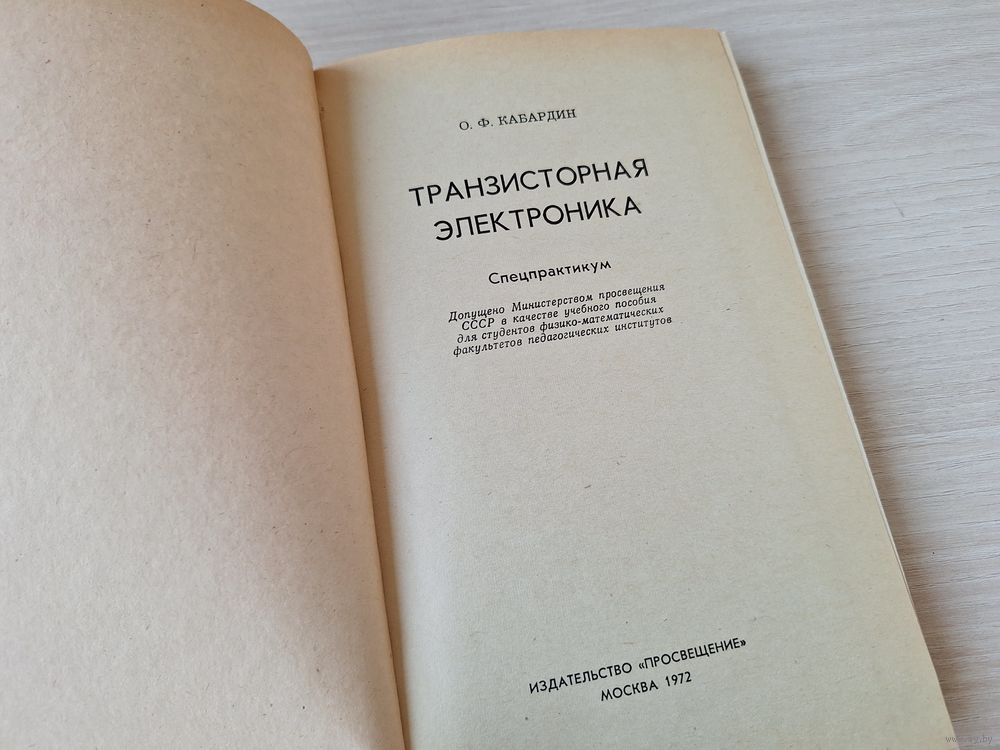 О. Ф. КАБАРДИН
ТРАНЗИСТОРНАЯ
ЭЛЕКТРОНИКА
Спецпрактикум
Допущено Министерством просвещения
СССР в качестве учебного пособия
для студентов физико-математических
факультетов педагогических институтов
ИЗДАТЕЛЬСТВО «ПРОСВЕЩЕНИЕ»
МОСКВА 1972